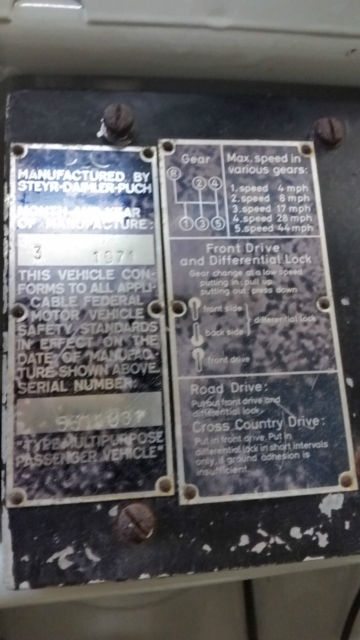 MANUFACTURED BY
STEYR-DAIMLER-PUCH
MONTH AND YEAR
OF MANUFACTURE:
3 1971
THIS VEHICLE CON-
FORMS TO ALL APPLI-
CABLE FEDERAL
MOTOR VEHICLE
SAFETY STANDARDS
IN EFFECT ON THE
DATE OF MANUFAC-
TURE SHOWN ABOVE.
SERIAL NUMBER:
"TYPE MULTIPURPOSE
PASSENGER VEHICLE"
Gear
R 2 4
1 3 5
Max. speed in
various gears:
1. speed 4 mph
2. speed 8 mph
3. speed 17 mph
4. speed 28 mph
5. speed 44 mph
Front Drive
and Differential Lock
Gear change at a low speed
putting in: pull up
putting out: press down
front side
differential lock
back side
front drive
Road Drive:
Put out front drive and
differential lock.
Cross Country Drive:
Put in front drive. Put in
differential lock in short intervals
only, if ground adhesion is
insufficient.